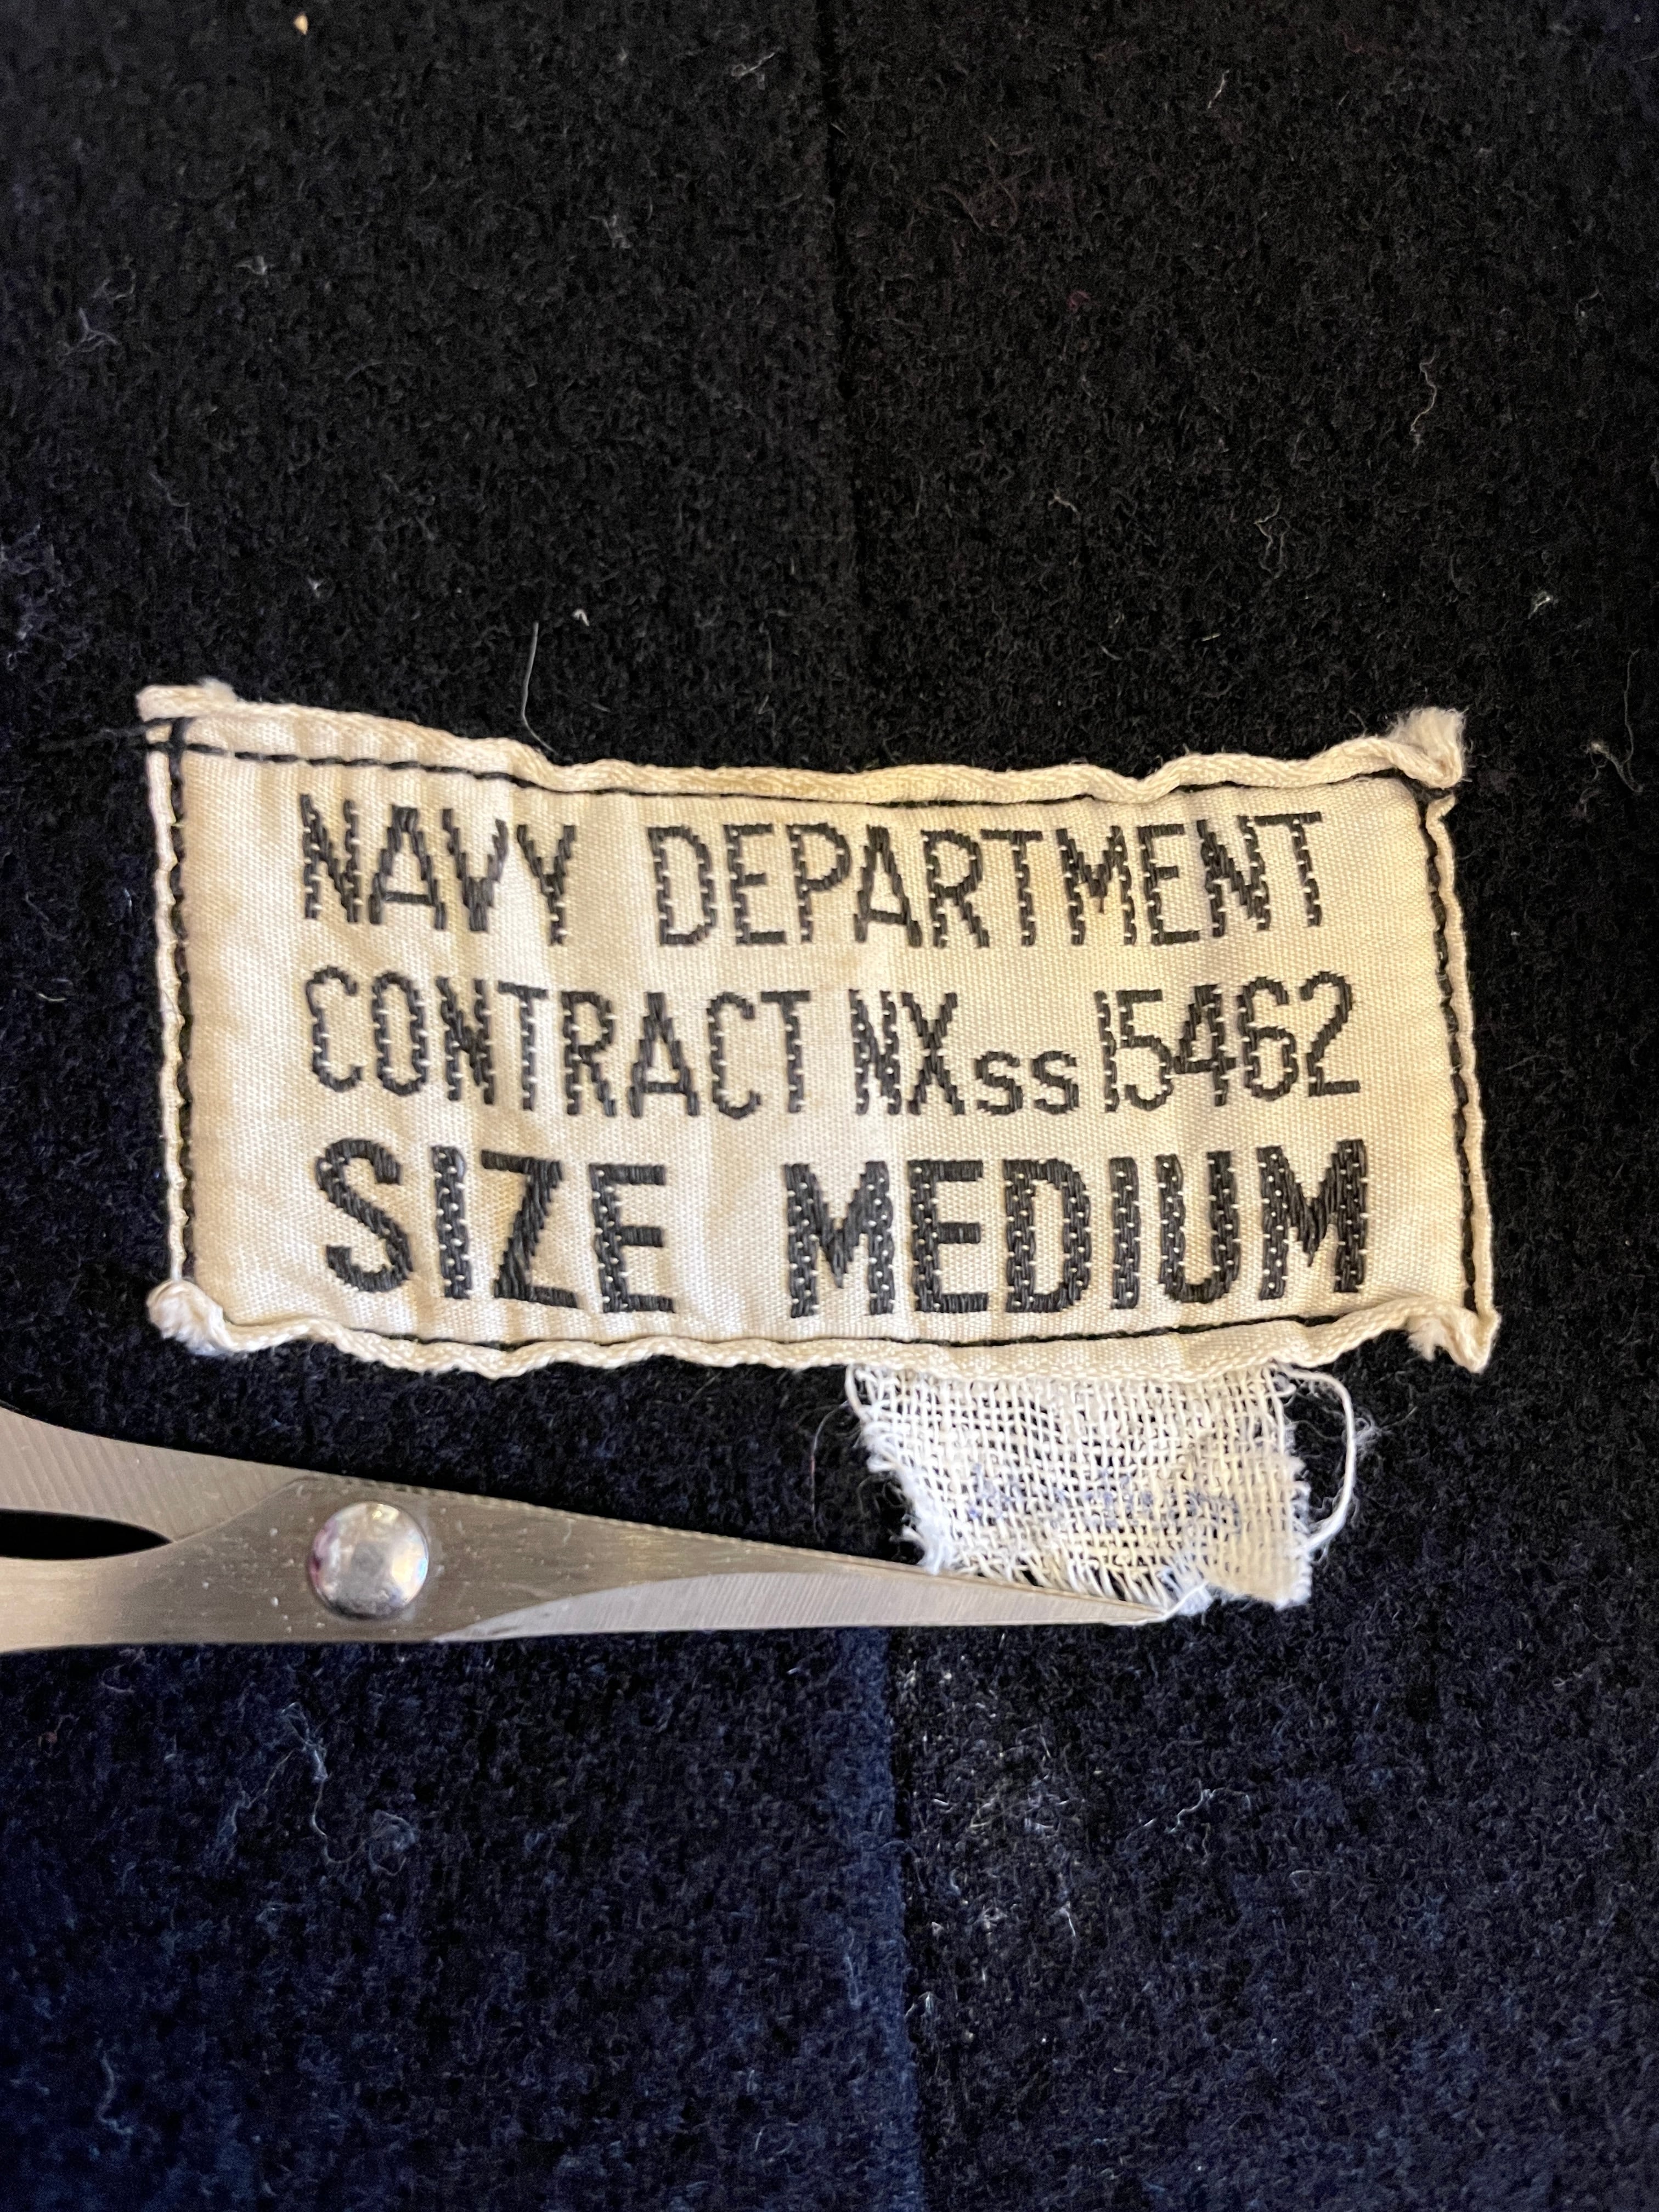 NAVY DEPARTMENT
CONTRACT NXss 15462
SIZE MEDIUM